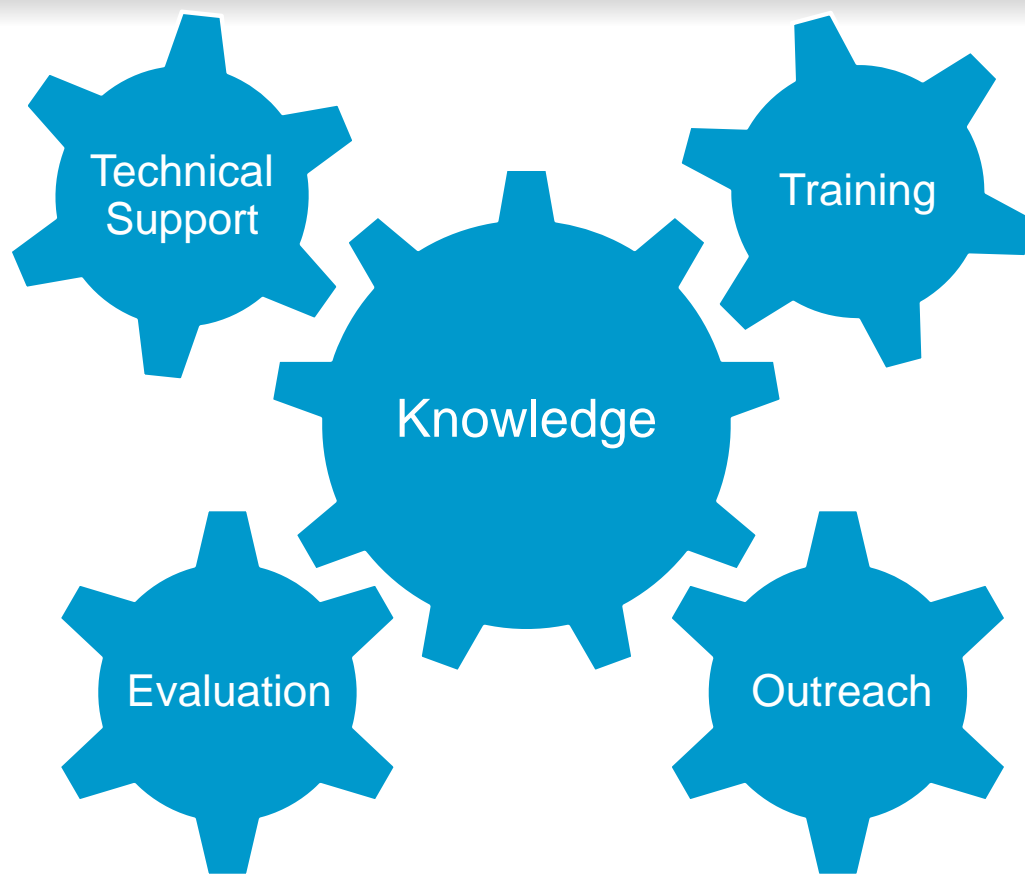 Technical
Support
Training
Knowledge
Evaluation
Outreach